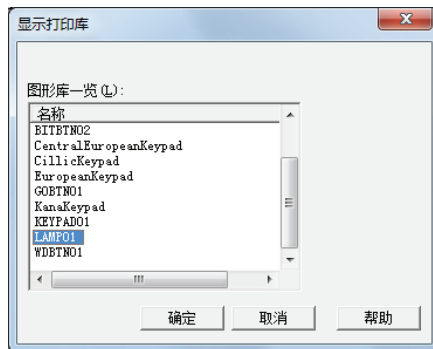 显示打印库
图形库一览(L):
名称
BITBTN02
CentralEuropeanKeypad
CillicKeypad
EuropeanKeypad
GOBTN01
KanaKeypad
KEYPAD01
LAMP01
WDBTN01
确定 取消 帮助